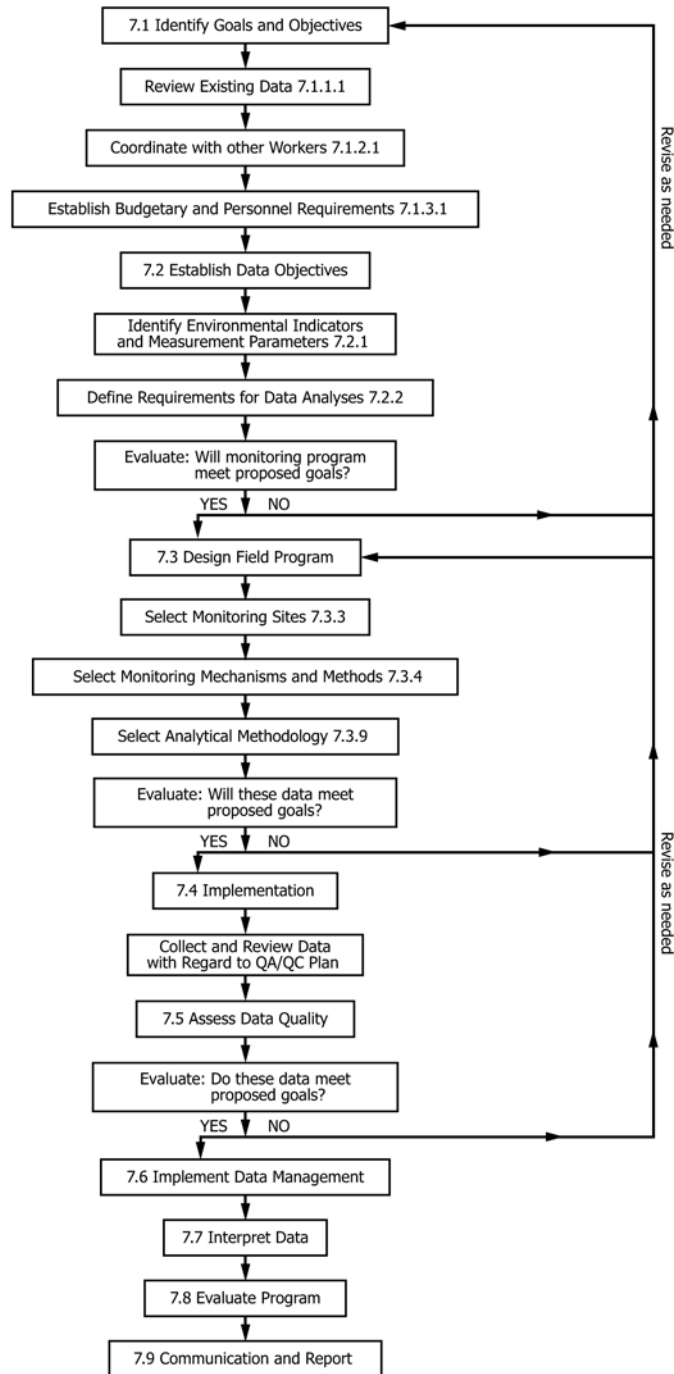 7.1 Identify Goals and Objectives
Review Existing Data 7.1.1.1
Coordinate with other Workers 7.1.2.1
Establish Budgetary and Personnel Requirements 7.1.3.1
Revise as needed
7.2 Establish Data Objectives
Identify Environmental Indicators
and Measurement Parameters 7.2.1
Define Requirements for Data Analyses 7.2.2
Evaluate: Will monitoring program
meet proposed goals?
YES NO
7.3 Design Field Program
Select Monitoring Sites 7.3.3
Select Monitoring Mechanisms and Methods 7.3.4
Select Analytical Methodology 7.3.9
Evaluate: Will these data meet
proposed goals?
YES NO
7.4 Implementation
Revise as needed
Collect and Review Data
with Regard to QA/QC Plan
7.5 Assess Data Quality
Evaluate: Do these data meet
proposed goals?
YES NO
7.6 Implement Data Management
7.7 Interpret Data
7.8 Evaluate Program
7.9 Communication and Report